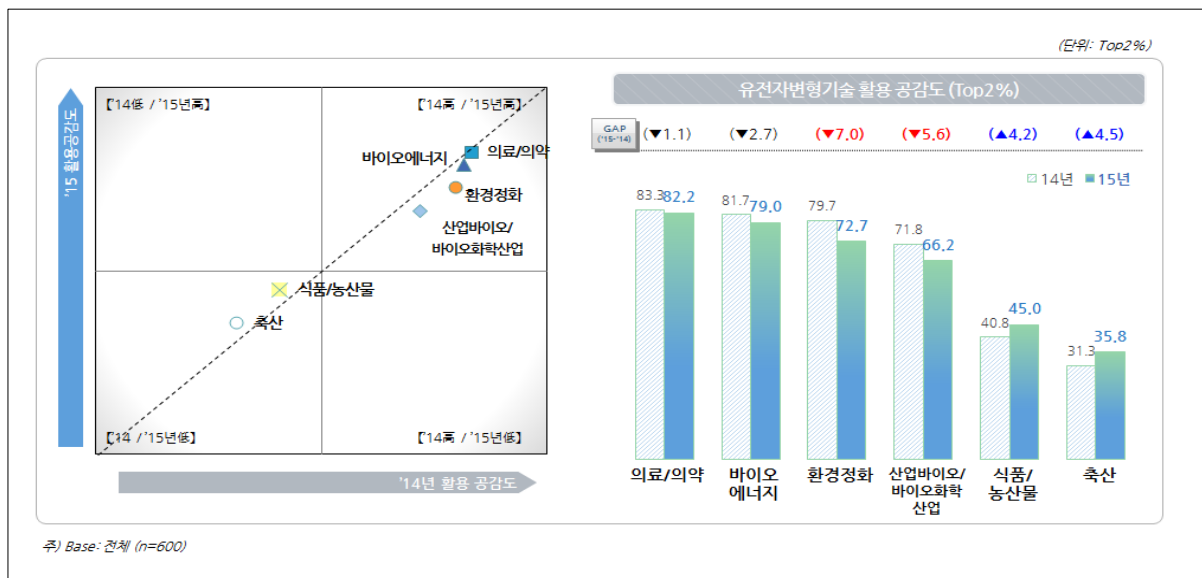 (단위: Top2%)
'15 활용공감도
【'14低 / '15년高】
【'14高 / '15년高】
바이오에너지
의료/의약
환경정화
산업바이오/
바이오화학산업
식품/농산물
축산
【'14 / '15년低】
【'14高 / '15년低】
'14년 활용 공감도
유전자변형기술 활용 공감도 (Top2%)
GAP
('15-'14)
(▼1.1) (▼2.7) (▼7.0) (▼5.6) (▲4.2) (▲4.5)
14년 15년
83.3 82.2 81.7 79.0 79.7 72.7 71.8 66.2 40.8 45.0 31.3 35.8
의료/의약
바이오
에너지
환경정화
산업바이오/
바이오화학
산업
식품/
농산물
축산
주) Base: 전체 (n=600)